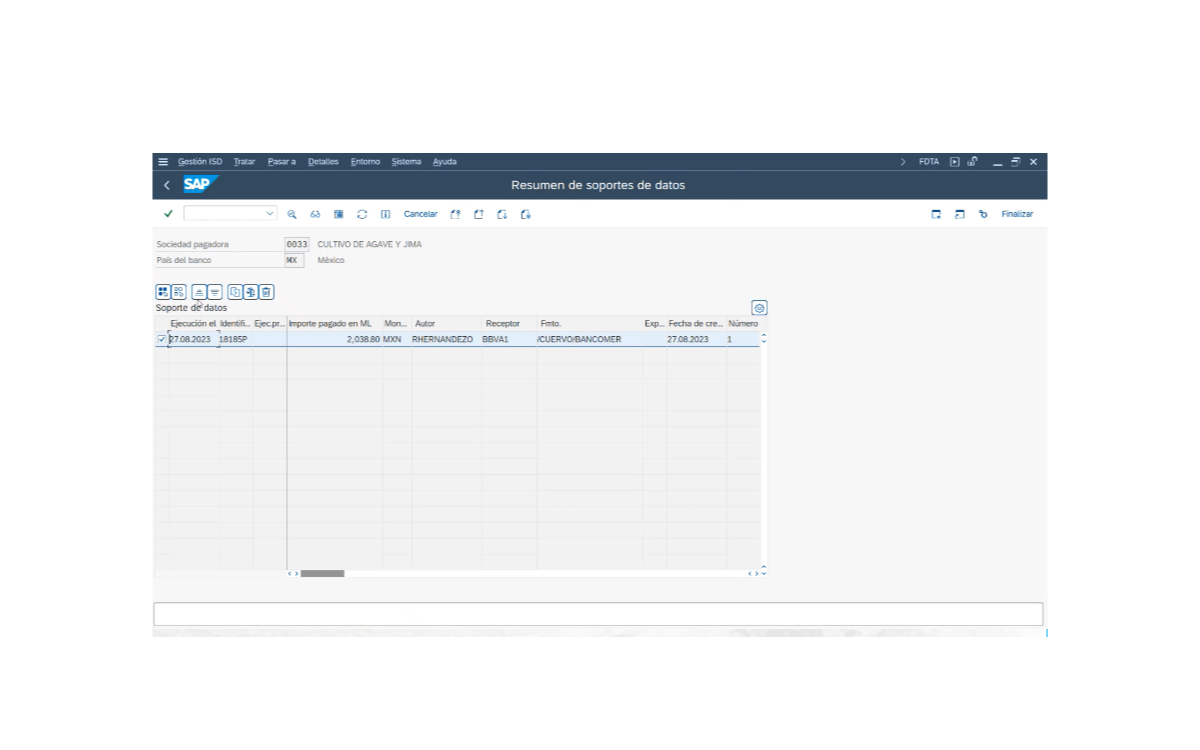 Gestión ISD Tratar Pasar a Detalles Entorno Sistema Ayuda FDTA
SAP Resumen de soportes de datos
Cancelar Finalizar
Sociedad pagadora 0033 CULTIVO DE AGAVE Y JIMA
País del banco MX México
Soporte de datos
Ejecución el Identifi... Ejec.pr... Importe pagado en ML Mon... Autor Receptor Fmto. Exp... Fecha de cre... Número
27.08.2023 18185P 2,038.80 MXN RHERNANDEZO BBVA1 /CUERVO/BANCOMER 27.08.2023 1